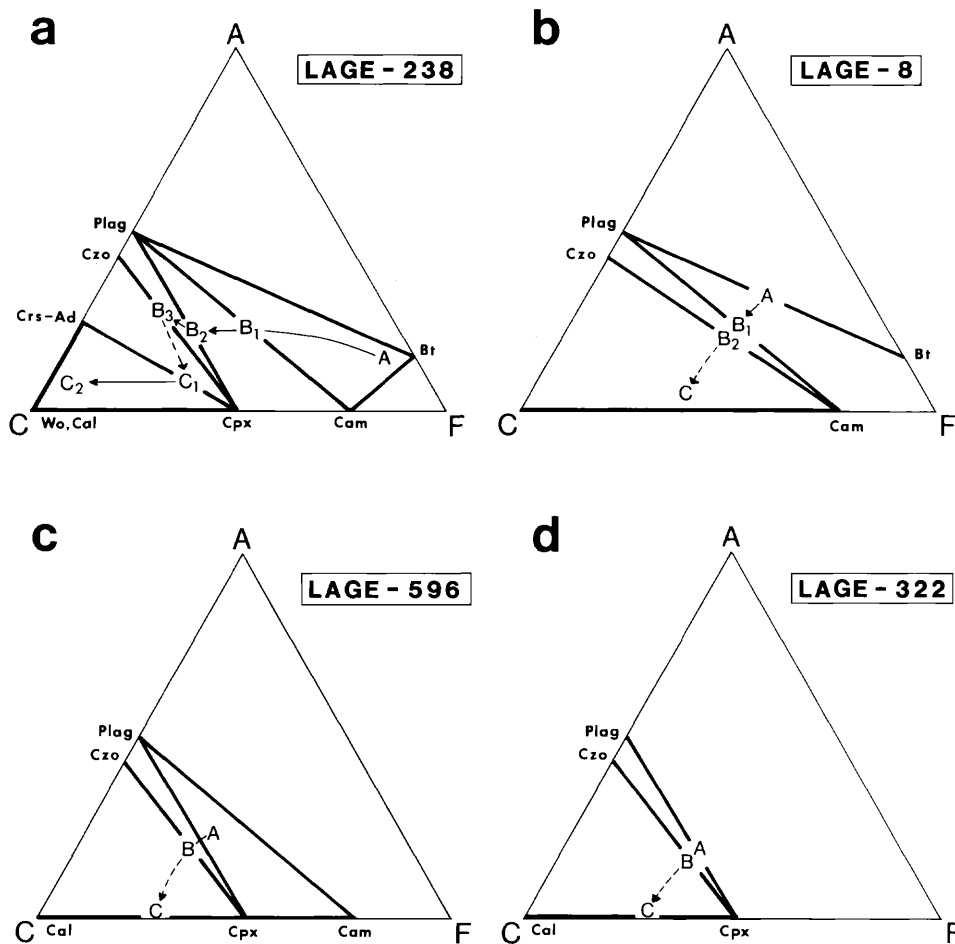 a
A
LAGE - 238
Plag
Czo
Crs-Ad
B₃
B₂
B₁
A
Bt
C₂
C₁
C
Wo, Cal
Cpx
Cam
F
b
A
LAGE - 8
Plag
Czo
A
B₁
B₂
Bt
C
C
Cam
F
c
A
LAGE - 596
Plag
Czo
A
B
C
C
Cal
Cpx
Cam
F
d
A
LAGE - 322
Plag
Czo
A
B
C
C
Cal
Cpx
F